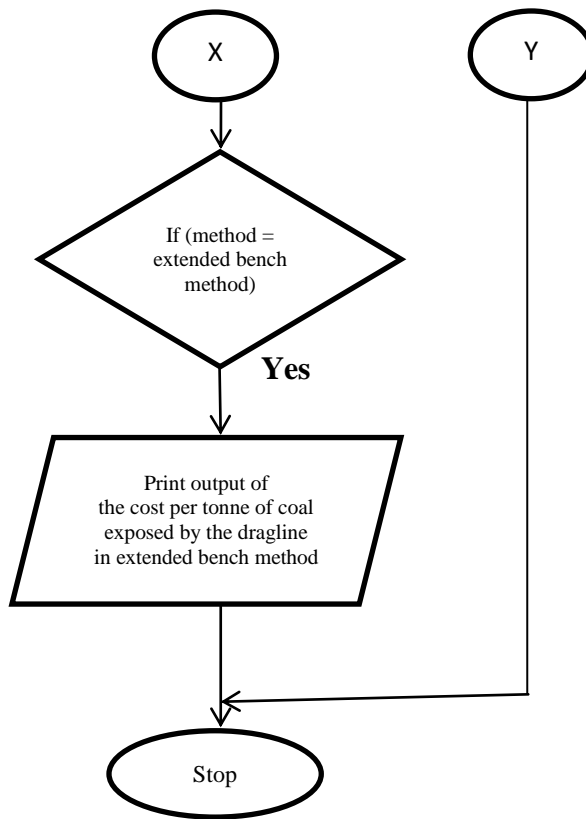 X
Y
If (method =
extended bench
method)
Yes
Print output of
the cost per tonne of coal
exposed by the dragline
in extended bench method
Stop